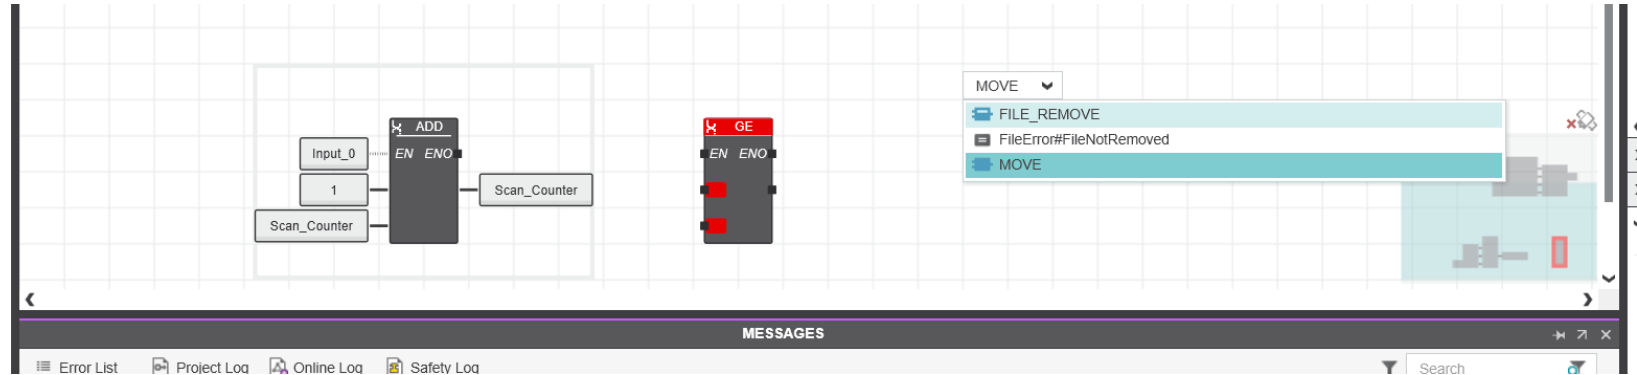 MOVE
FILE_REMOVE
FileError#FileNotRemoved
MOVE
ADD
EN ENO
Input_0
1
Scan_Counter
Scan_Counter
GE
EN ENO
MESSAGES
Error List Project Log Online Log Safety Log Search